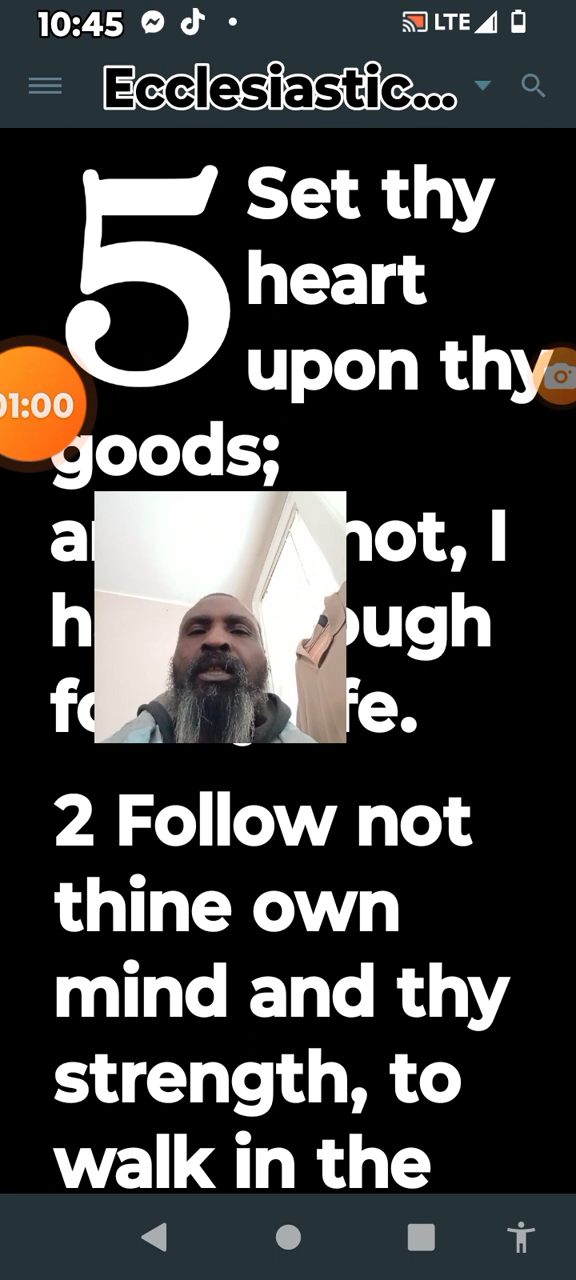 10:45 LTE
Ecclesiastic...
5 Set thy
heart
upon thy
01:00
goods;
not, I
fe.
2 Follow not
thine own
mind and thy
strength, to
walk in the